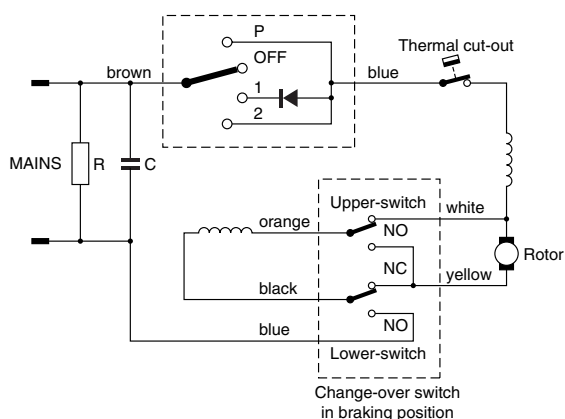 P
OFF
Thermal cut-out
brown
blue
1
2
MAINS
R
C
Upper-switch
orange
white
NO
NC
Rotor
black
yellow
NO
blue
Lower-switch
Change-over switch
in braking position